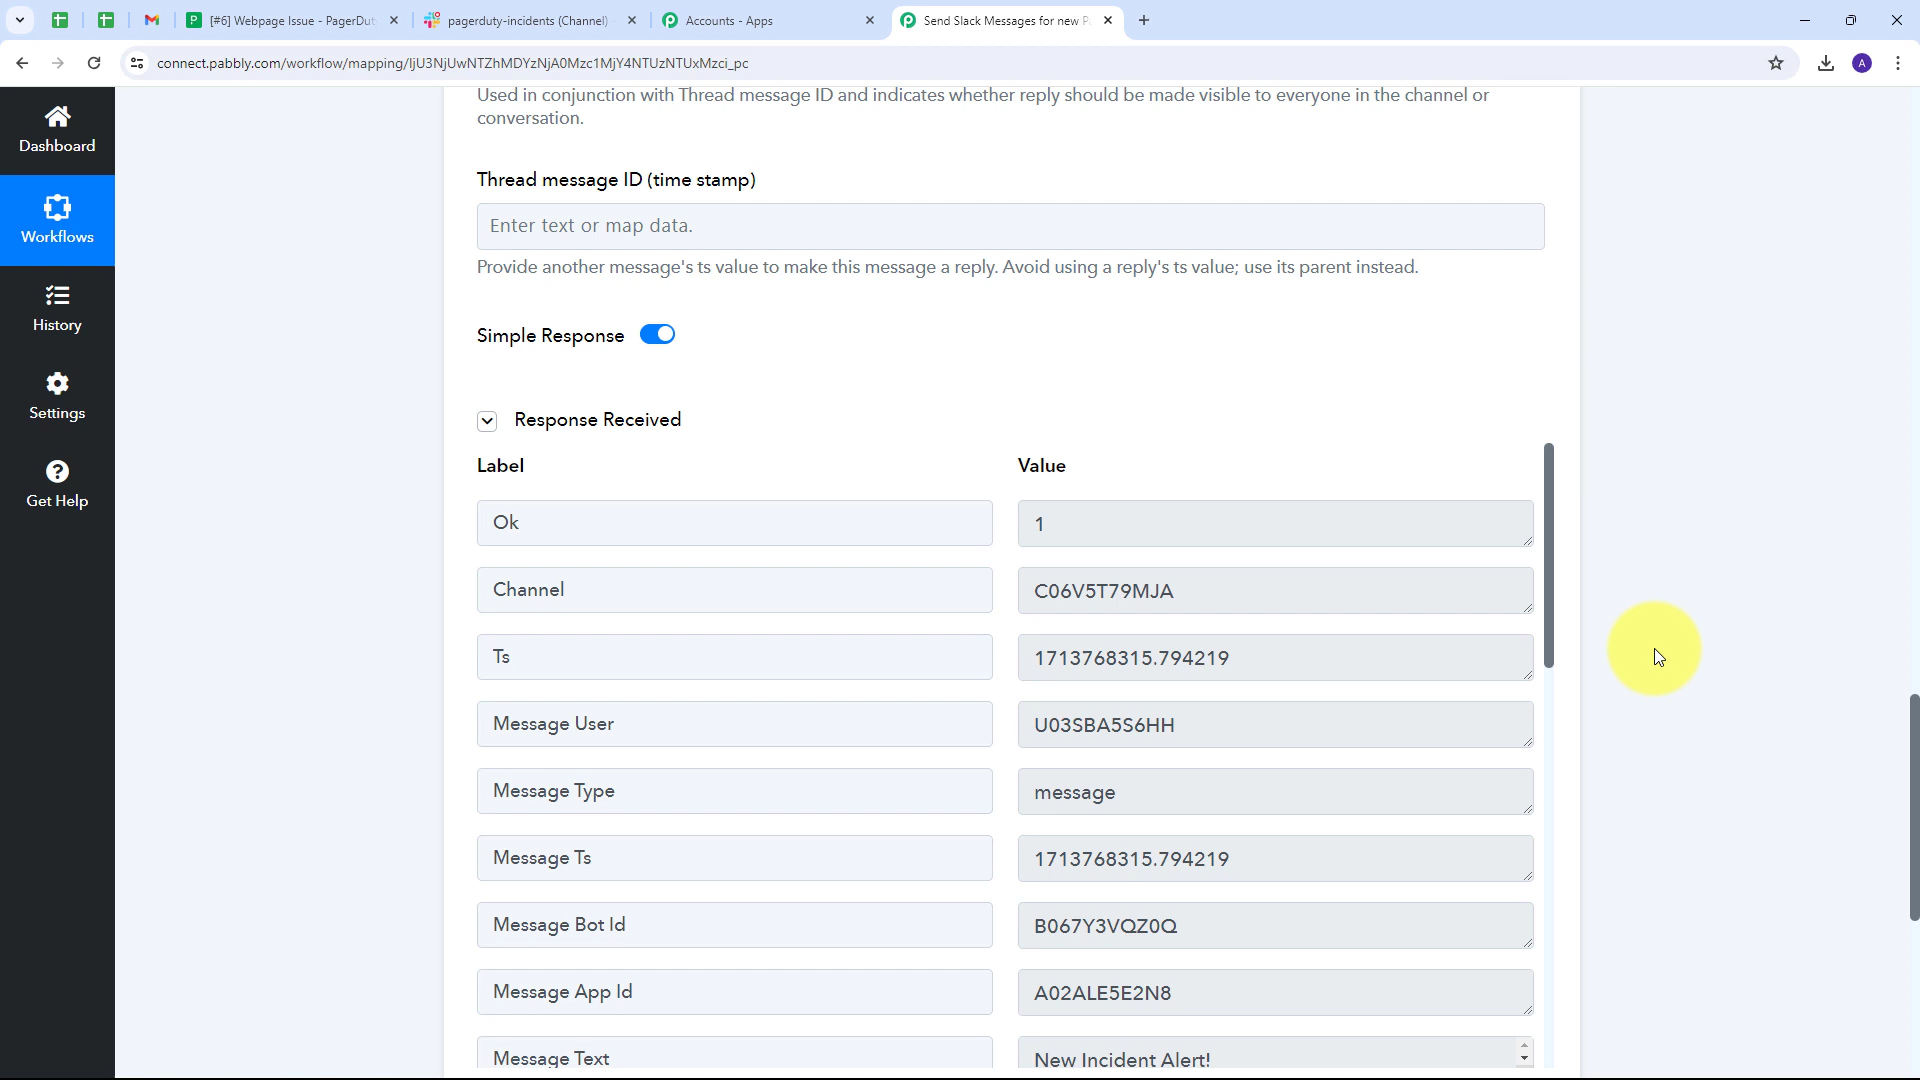 [#6] Webpage Issue - PagerDut
pagerduty-incidents (Channel)
Accounts - Apps
Send Slack Messages for new P
connect.pabbly.com/workflow/mapping/IjU3NjUwNTZhMDYzNjA0Mzc1MjY4NTUzNTUxMzci_pc
A
Dashboard
Workflows
History
Settings
Get Help
Used in conjunction with Thread message ID and indicates whether reply should be made visible to everyone in the channel or
conversation.
Thread message ID (time stamp)
Enter text or map data.
Provide another message's ts value to make this message a reply. Avoid using a reply's ts value; use its parent instead.
Simple Response
Response Received
Label Value
Ok 1
Channel C06V5T79MJA
Ts 1713768315.794219
Message User U03SBA5S6HH
Message Type message
Message Ts 1713768315.794219
Message Bot Id B067Y3VQZ0Q
Message App Id A02ALE5E2N8
Message Text New Incident Alert!